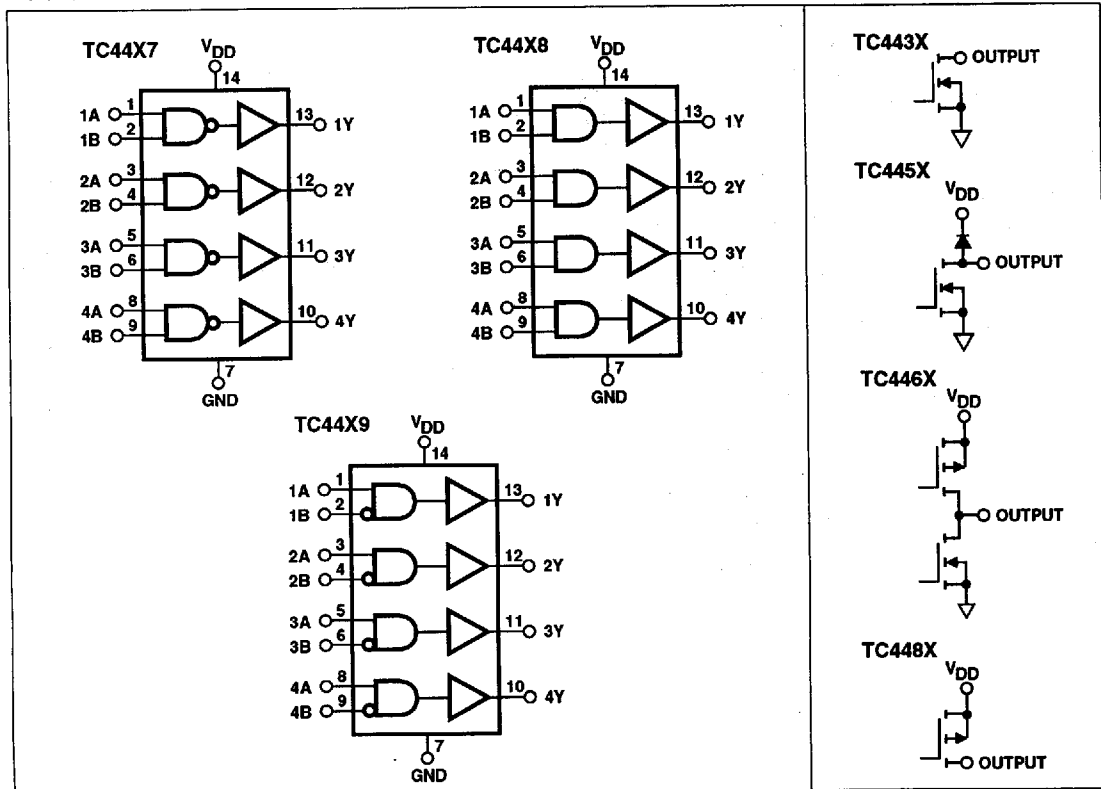 TC44X7
VDD
14
1A 1
1B 2
13 1Y
2A 3
2B 4
12 2Y
3A 5
3B 6
11 3Y
4A 8
4B 9
10 4Y
7
GND
TC44X8
VDD
14
1A 1
1B 2
13 1Y
2A 3
2B 4
12 2Y
3A 5
3B 6
11 3Y
4A 8
4B 9
10 4Y
7
GND
TC44X9
VDD
14
1A 1
1B 2
13 1Y
2A 3
2B 4
12 2Y
3A 5
3B 6
11 3Y
4A 8
4B 9
10 4Y
7
GND
TC443X
OUTPUT
TC445X
VDD
OUTPUT
TC446X
VDD
OUTPUT
TC448X
VDD
OUTPUT